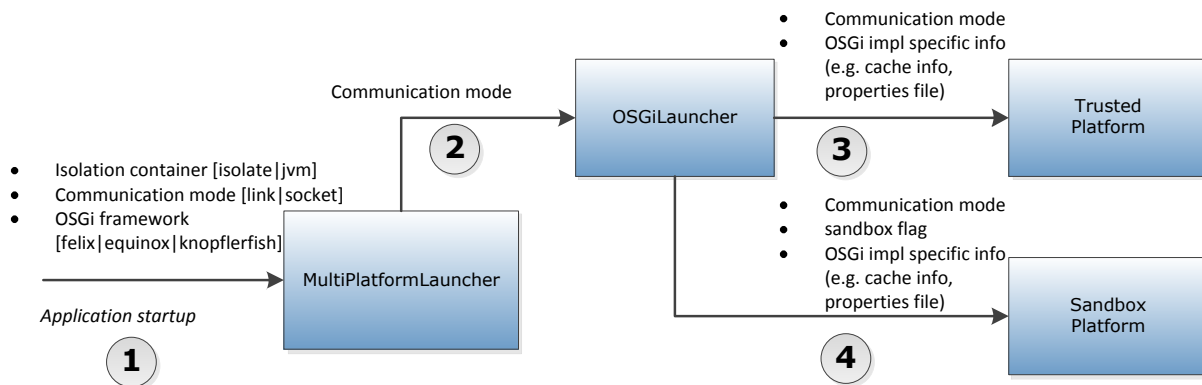 • Isolation container [isolate|jvm]
• Communication mode [link|socket]
• OSGi framework
[felix|equinox|knopflerfish]
Application startup
1
MultiPlatformLauncher
Communication mode
2
OSGiLauncher
• Communication mode
• OSGi impl specific info
(e.g. cache info,
properties file)
3
Trusted
Platform
• Communication mode
• sandbox flag
• OSGi impl specific info
(e.g. cache info,
properties file)
4
Sandbox
Platform